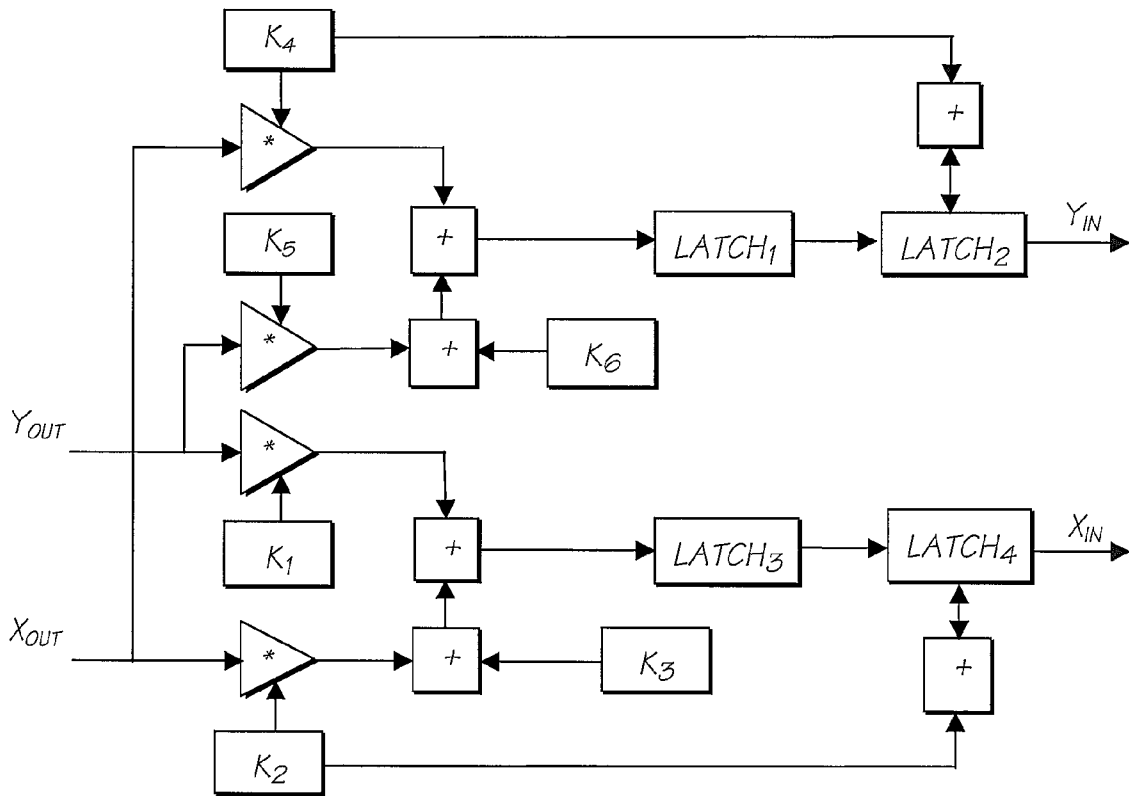 K4
*
+
K5
+
LATCH1
LATCH2
YIN
*
+
K6
YOUT
*
K1
+
LATCH3
LATCH4
XIN
XOUT
*
+
K3
+
K2